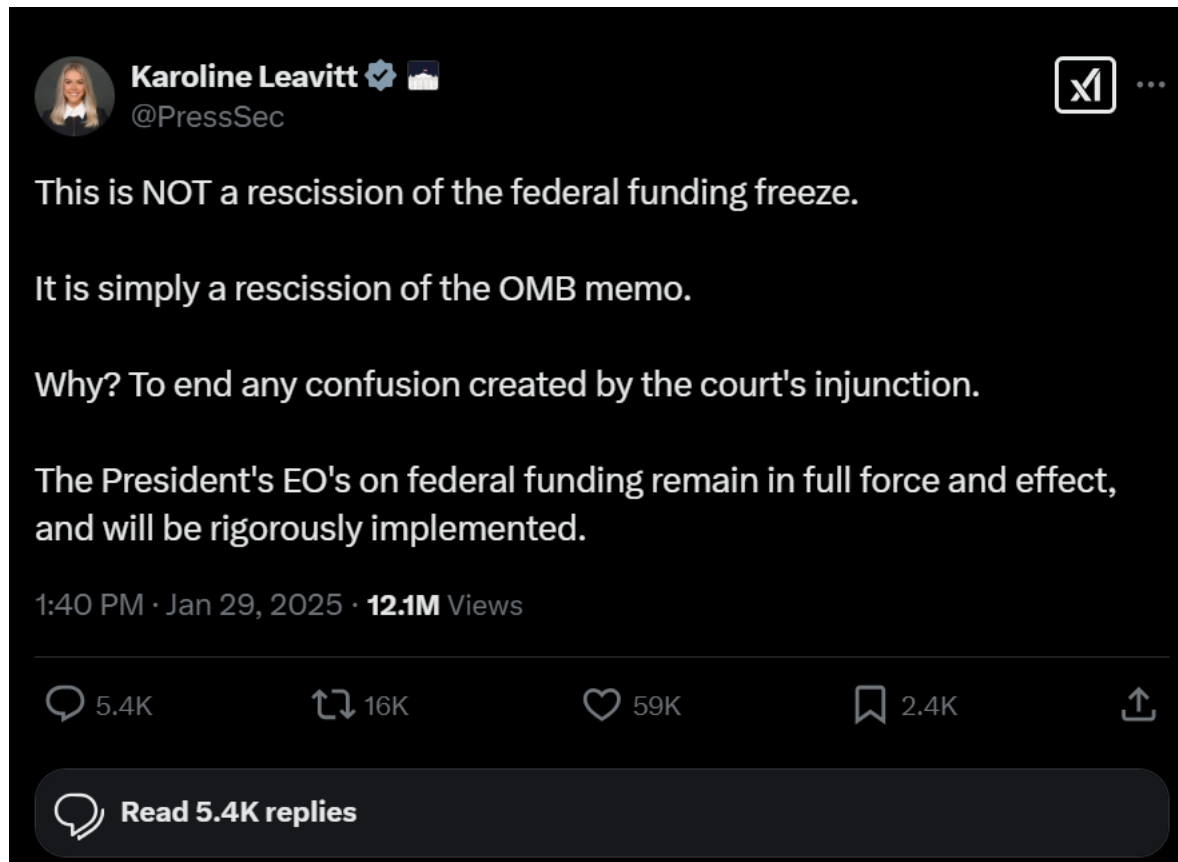 Karoline Leavitt
@PressSec
This is NOT a rescission of the federal funding freeze.
It is simply a rescission of the OMB memo.
Why? To end any confusion created by the court's injunction.
The President's EO's on federal funding remain in full force and effect,
and will be rigorously implemented.
1:40 PM · Jan 29, 2025 · 12.1M Views
5.4K 16K 59K 2.4K
Read 5.4K replies